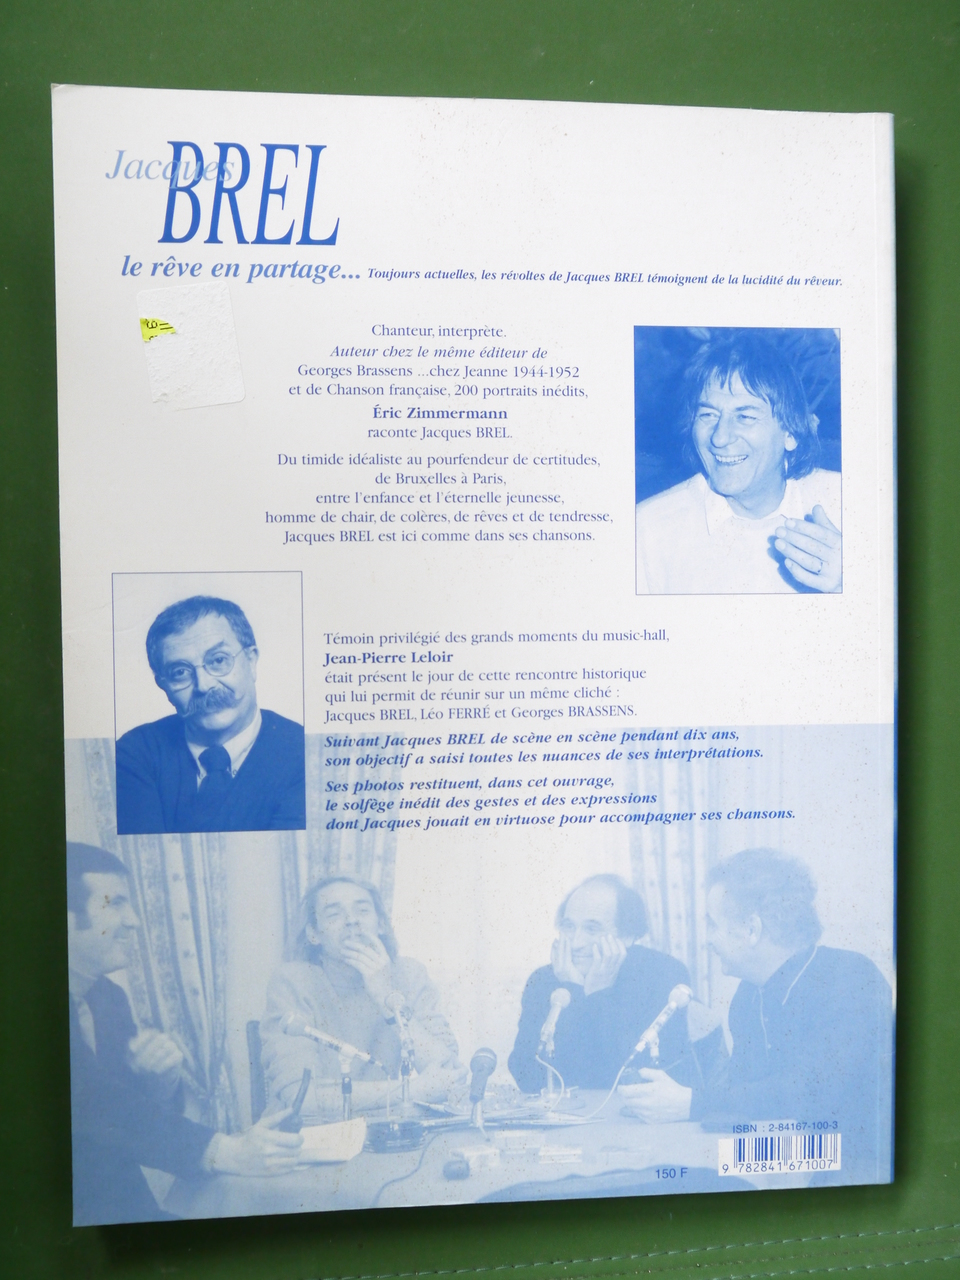 Jacques
BREL
le rêve en partage... Toujours actuelles, les révoltes de Jacques BREL témoignent de la lucidité du rêveur.
Chanteur, interprète.
Auteur chez le même éditeur de
Georges Brassens ...chez Jeanne 1944-1952
et de Chanson française, 200 portraits inédits,
Éric Zimmermann
raconte Jacques BREL.
Du timide idéaliste au pourfendeur de certitudes,
de Bruxelles à Paris,
entre l'enfance et l'éternelle jeunesse,
homme de chair, de colères, de rêves et de tendresse,
Jacques BREL est ici comme dans ses chansons.
Témoin privilégié des grands moments du music-hall,
Jean-Pierre Leloir
était présent le jour de cette rencontre historique
qui lui permit de réunir sur un même cliché :
Jacques BREL, Léo FERRÉ et Georges BRASSENS.
Suivant Jacques BREL de scène en scène pendant dix ans,
son objectif a saisi toutes les nuances de ses interprétations.
Ses photos restituent, dans cet ouvrage,
le solfège inédit des gestes et des expressions
dont Jacques jouait en virtuose pour accompagner ses chansons.
ISBN : 2-84167-100-3
9 782841 671007
150 F